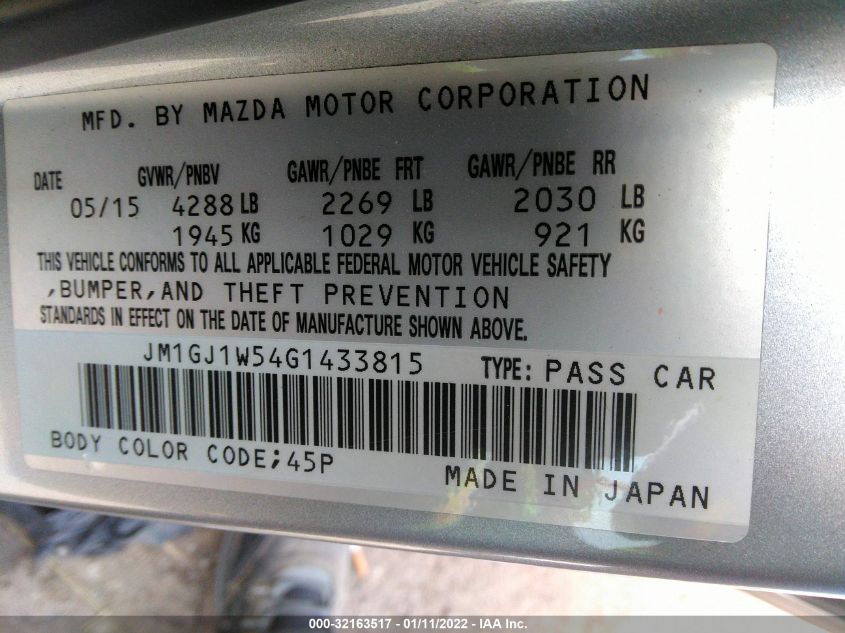 MFD. BY MAZDA MOTOR CORPORATION
DATE GVWR/PNBV GAWR/PNBE FRT GAWR/PNBE RR
05/15 4288 LB 2269 LB 2030 LB
1945 KG 1029 KG 921 KG
THIS VEHICLE CONFORMS TO ALL APPLICABLE FEDERAL MOTOR VEHICLE SAFETY
,BUMPER,AND THEFT PREVENTION
STANDARDS IN EFFECT ON THE DATE OF MANUFACTURE SHOWN ABOVE.
JM1GJ1W54G1433815 TYPE: PASS CAR
BODY COLOR CODE;45P
MADE IN JAPAN
000-32163517 - 01/11/2022 - IAA Inc.